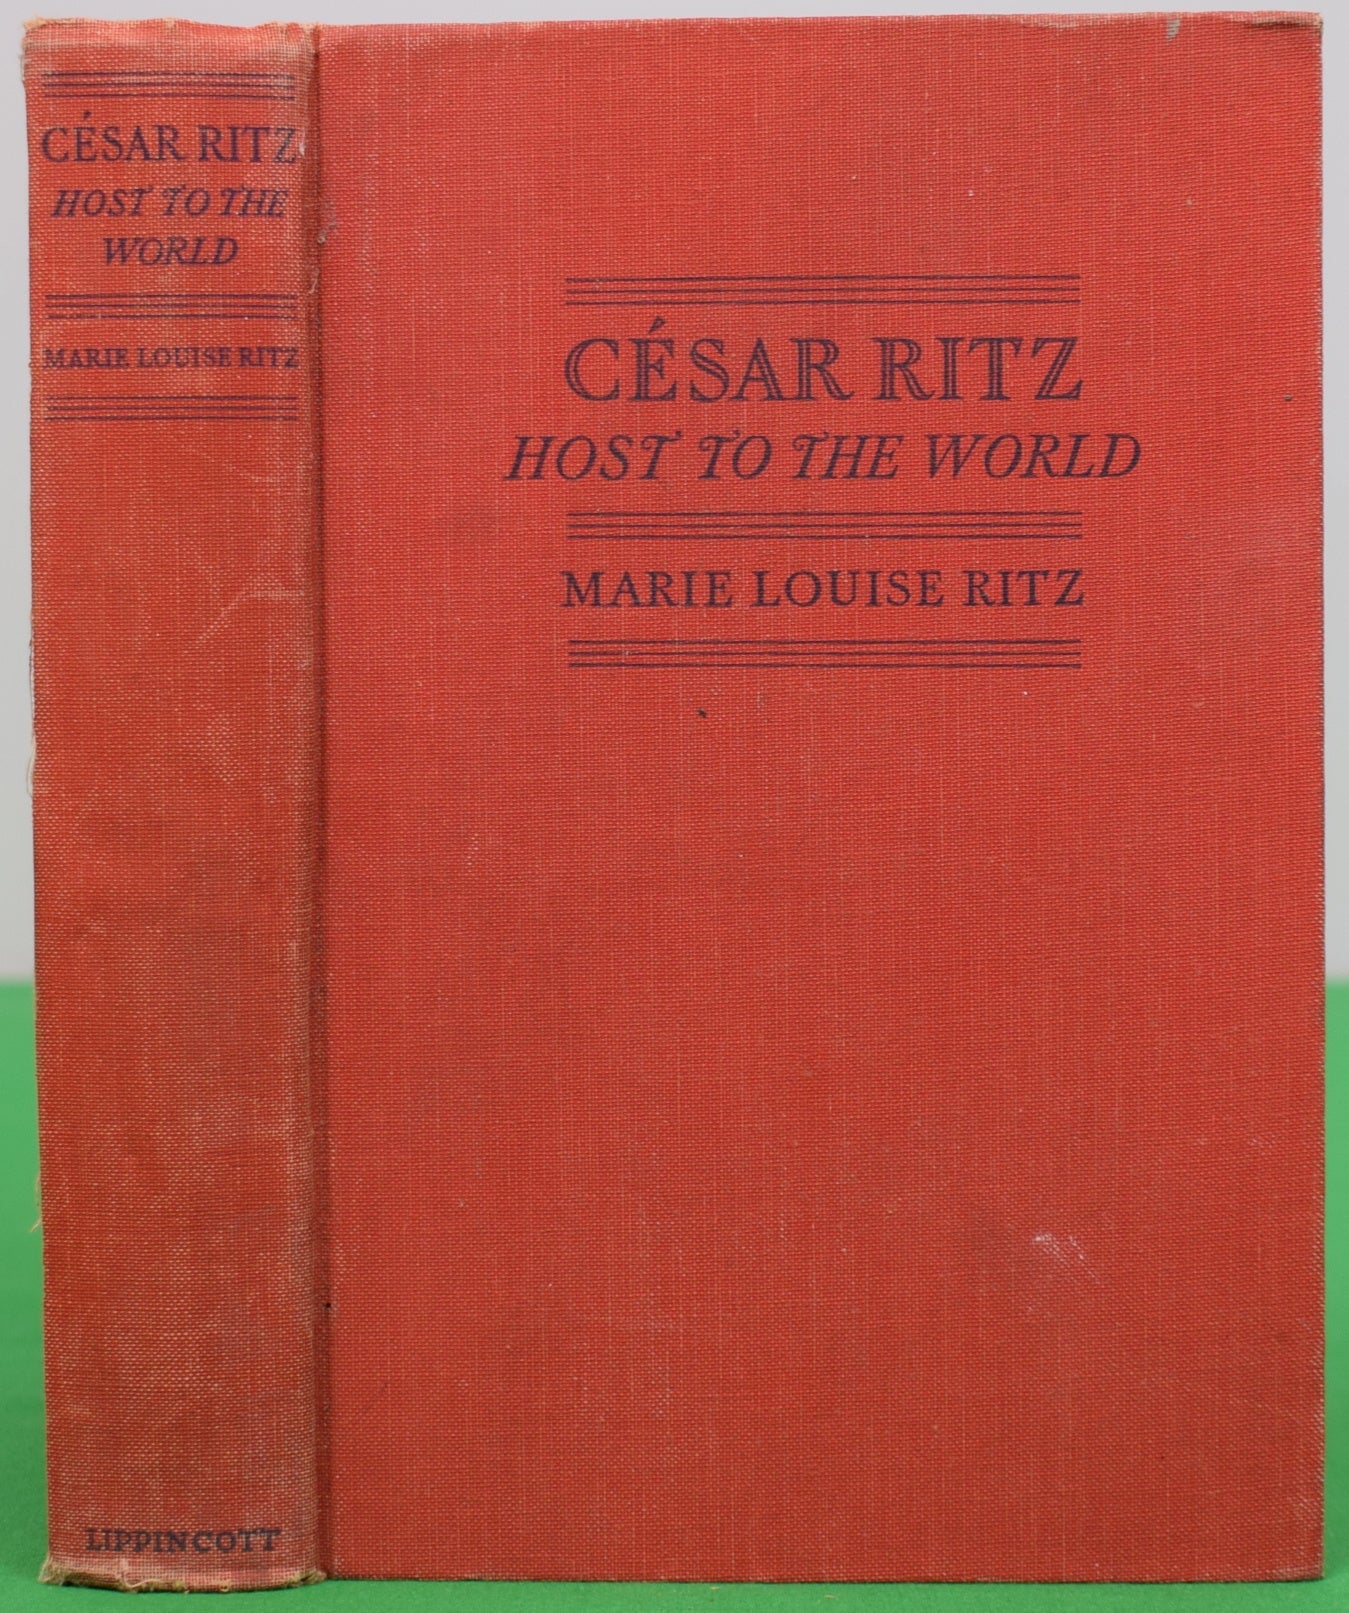 CÉSAR RITZ
HOST TO THE
WORLD
MARIE LOUISE RITZ
LIPPINCOTT
CÉSAR RITZ
HOST TO THE WORLD
MARIE LOUISE RITZ